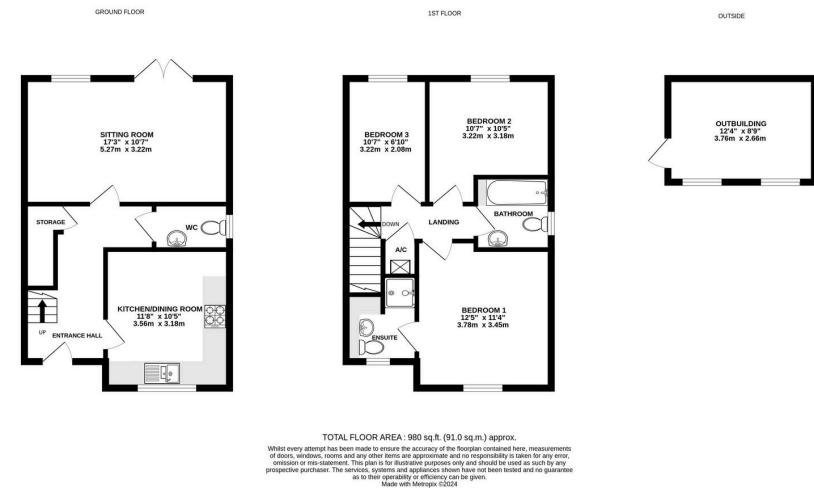 GROUND FLOOR
1ST FLOOR
OUTSIDE
SITTING ROOM
17'3" x 10'7"
5.27m x 3.22m
STORAGE
WC
KITCHEN/DINING ROOM
11'8" x 10'5"
3.56m x 3.18m
UP
ENTRANCE HALL
BEDROOM 3
10'7" x 6'10"
3.22m x 2.08m
BEDROOM 2
10'7" x 10'5"
3.22m x 3.18m
BATHROOM
DOWN
LANDING
A/C
BEDROOM 1
12'5" x 11'4"
3.78m x 3.45m
ENSUITE
OUTBUILDING
12'4" x 8'9"
3.76m x 2.66m
TOTAL FLOOR AREA : 980 sq.ft. (91.0 sq.m.) approx.
Whilst every attempt has been made to ensure the accuracy of the floorplan contained here, measurements
of doors, windows, rooms and any other items are approximate and no responsibility is taken for any error,
omission or mis-statement. This plan is for illustrative purposes only and should be used as such by any
prospective purchaser. The services, systems and appliances shown have not been tested and no guarantee
as to their operability or efficiency can be given.
Made with Metropix ©2024